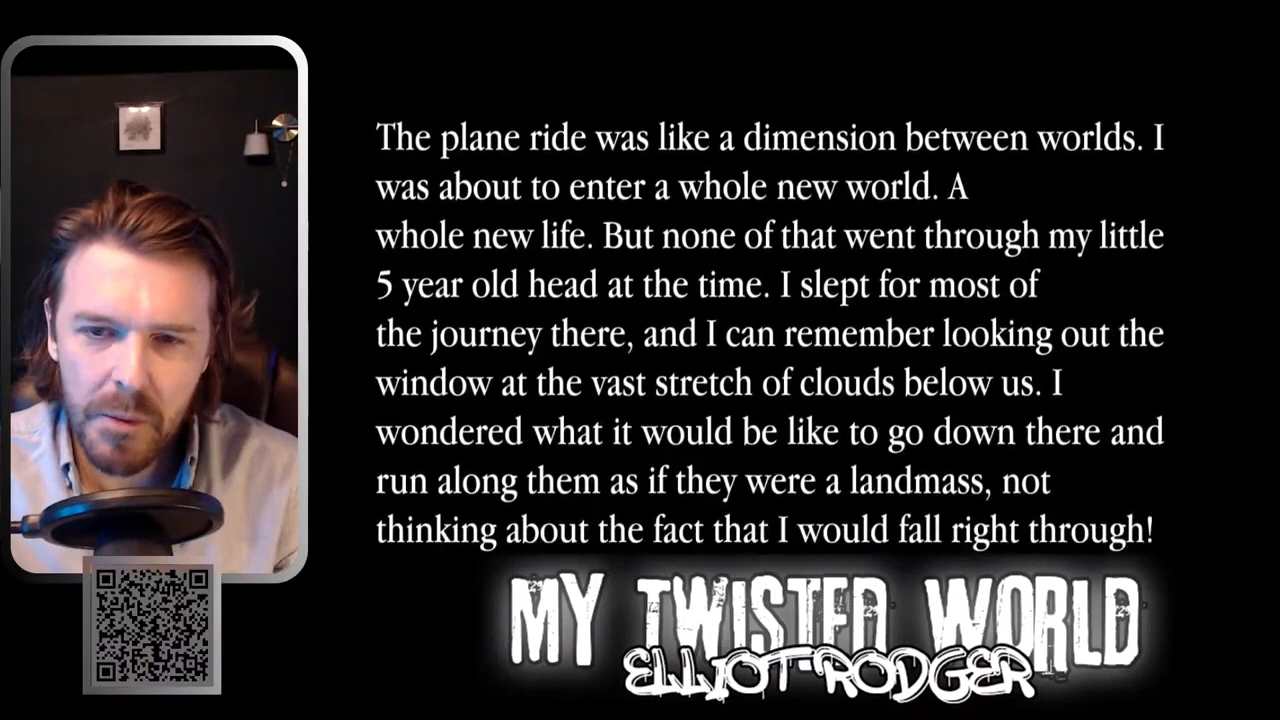 The plane ride was like a dimension between worlds. I
was about to enter a whole new world. A
whole new life. But none of that went through my little
5 year old head at the time. I slept for most of
the journey there, and I can remember looking out the
window at the vast stretch of clouds below us. I
wondered what it would be like to go down there and
run along them as if they were a landmass, not
thinking about the fact that I would fall right through!
MY TWISTED WORLD
ELLIOT RODGER